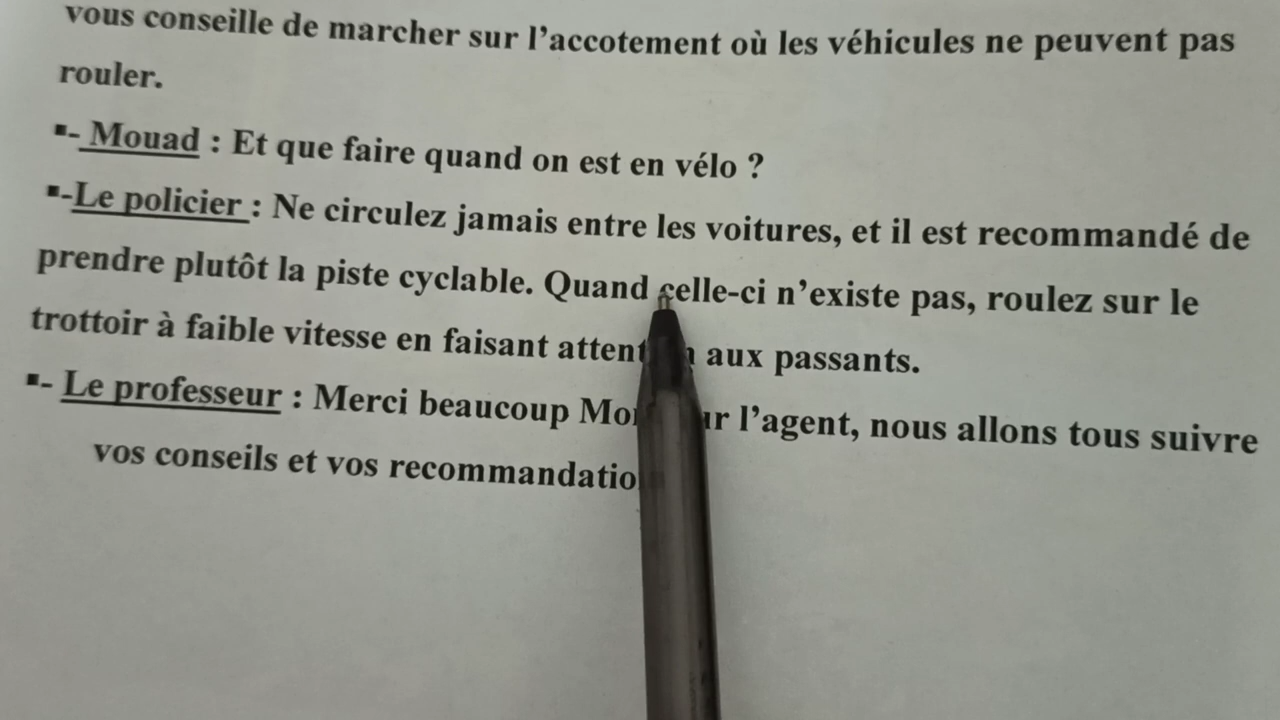 vous conseille de marcher sur l'accotement où les véhicules ne peuvent pas
rouler.
▪- Mouad : Et que faire quand on est en vélo ?
▪-Le policier : Ne circulez jamais entre les voitures, et il est recommandé de
prendre plutôt la piste cyclable. Quand celle-ci n'existe pas, roulez sur le
trottoir à faible vitesse en faisant aux passants.
▪- Le professeur : Merci beaucoup l'agent, nous allons tous suivre
vos conseils et vos